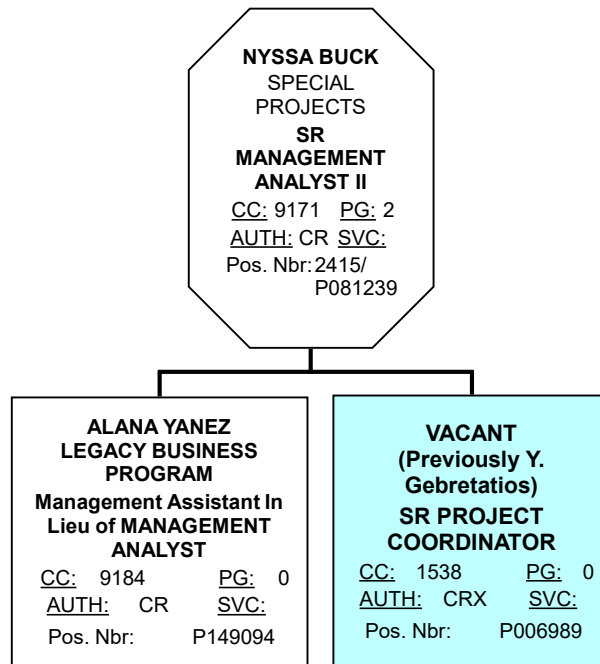 NYSSA BUCK
SPECIAL
PROJECTS
SR
MANAGEMENT
ANALYST II
CC: 9171 PG: 2
AUTH: CR SVC:
Pos. Nbr: 2415/
P081239
ALANA YANEZ
LEGACY BUSINESS
PROGRAM
Management Assistant In
Lieu of MANAGEMENT
ANALYST
CC: 9184 PG: 0
AUTH: CR SVC:
Pos. Nbr: P149094
VACANT
(Previously Y.
Gebretatios)
SR PROJECT
COORDINATOR
CC: 1538 PG: 0
AUTH: CRX SVC:
Pos. Nbr: P006989